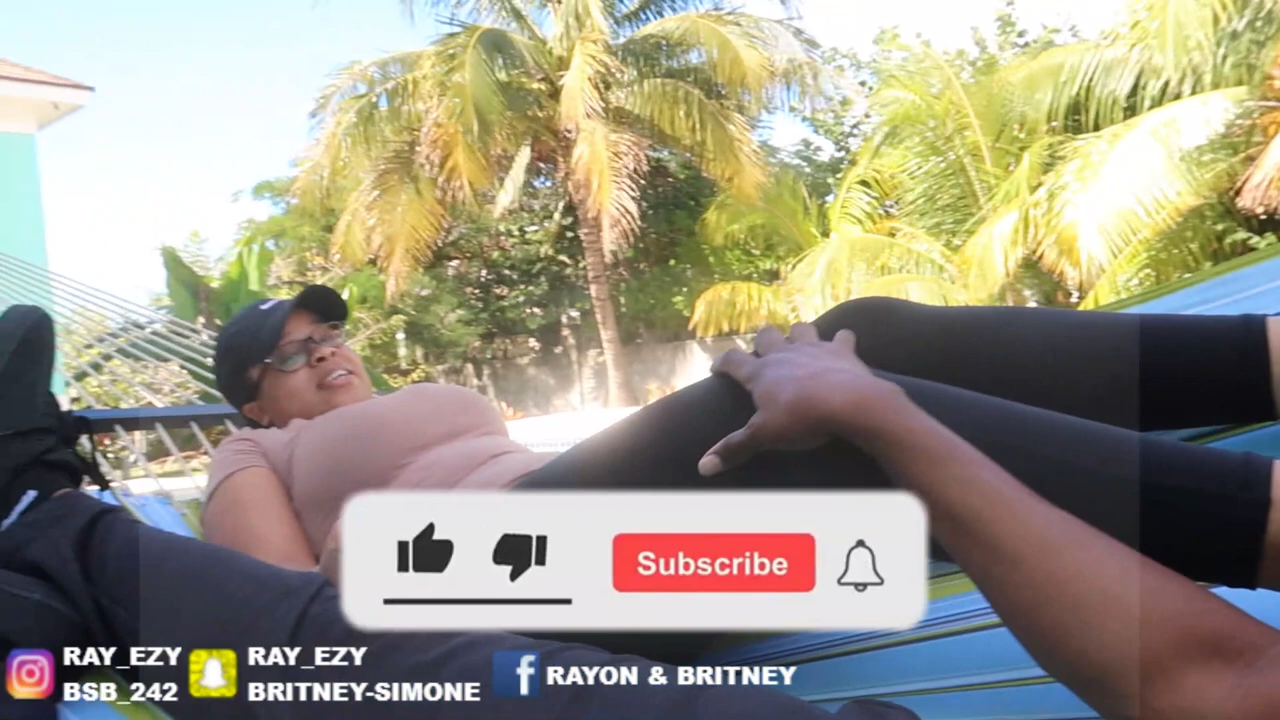 Subscribe
RAY_EZY
BSB_242
RAY_EZY
BRITNEY-SIMONE
RAYON & BRITNEY